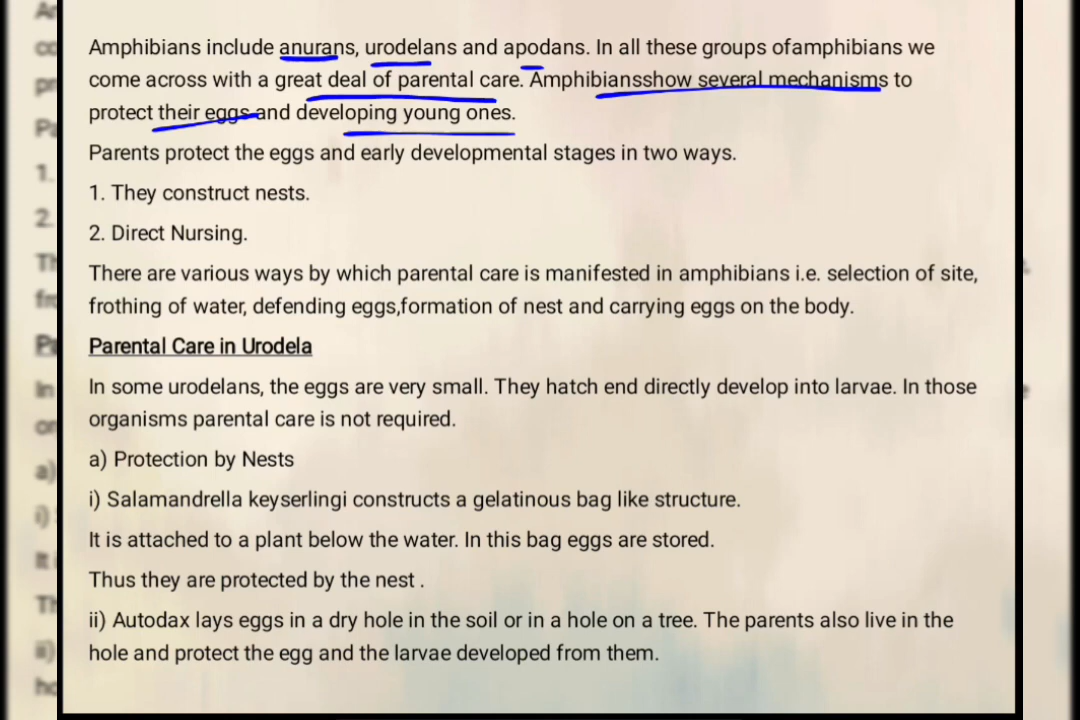 Amphibians include anurans, urodelans and apodans. In all these groups ofamphibians we
come across with a great deal of parental care. Amphibiansshow several mechanisms to
protect their eggs and developing young ones.
Parents protect the eggs and early developmental stages in two ways.
1. They construct nests.
2. Direct Nursing.
There are various ways by which parental care is manifested in amphibians i.e. selection of site,
frothing of water, defending eggs,formation of nest and carrying eggs on the body.
Parental Care in Urodela
In some urodelans, the eggs are very small. They hatch end directly develop into larvae. In those
organisms parental care is not required.
a) Protection by Nests
i) Salamandrella keyserlingi constructs a gelatinous bag like structure.
It is attached to a plant below the water. In this bag eggs are stored.
Thus they are protected by the nest .
ii) Autodax lays eggs in a dry hole in the soil or in a hole on a tree. The parents also live in the
hole and protect the egg and the larvae developed from them.